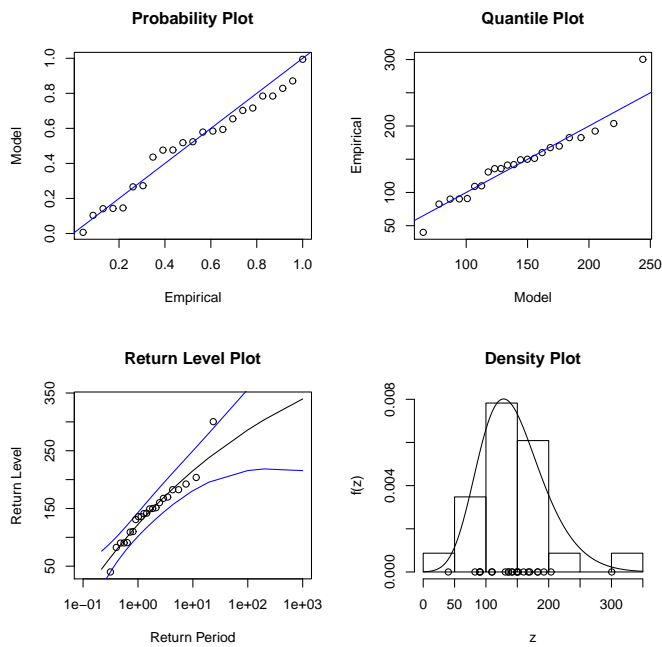 Probability Plot
Model
0.0 0.2 0.4 0.6 0.8 1.0
0.2 0.4 0.6 0.8 1.0
Empirical
Quantile Plot
Empirical
50 100 200 300
100 150 200 250
Model
Return Level Plot
Return Level
50 150 250 350
1e−01 1e+00 1e+01 1e+02 1e+03
Return Period
Density Plot
f(z)
0.000 0.004 0.008
0 50 100 200 300
z